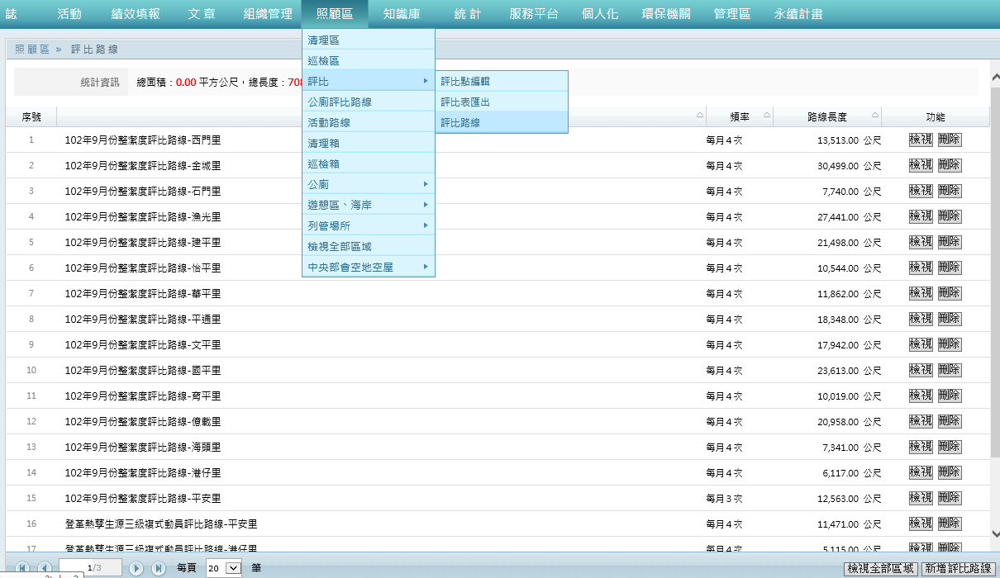 誌 活動 績效填報 文章 組織管理 照顧區 知識庫 統計 服務平台 個人化 環保機關 管理區 永續計畫
照顧區 » 評比路線
清理區
巡檢區
評比
公廁評比路線
活動路線
清理箱
巡檢箱
公廁
遊憩區、海岸
列管場所
檢視全部區域
中央部會空地空屋
評比點編輯
評比表匯出
評比路線
統計資訊 總面積：0.00 平方公尺，總長度：708
序號 頻率 路線長度 功能
1 102年9月份整潔度評比路線-西門里 每月4次 13,513.00 公尺 檢視 刪除
2 102年9月份整潔度評比路線-金城里 每月4次 30,499.00 公尺 檢視 刪除
3 102年9月份整潔度評比路線-石門里 每月4次 7,740.00 公尺 檢視 刪除
4 102年9月份整潔度評比路線-漁光里 每月4次 27,441.00 公尺 檢視 刪除
5 102年9月份整潔度評比路線-建平里 每月4次 21,498.00 公尺 檢視 刪除
6 102年9月份整潔度評比路線-怡平里 每月4次 10,544.00 公尺 檢視 刪除
7 102年9月份整潔度評比路線-華平里 每月4次 11,862.00 公尺 檢視 刪除
8 102年9月份整潔度評比路線-平通里 每月4次 18,348.00 公尺 檢視 刪除
9 102年9月份整潔度評比路線-文平里 每月4次 17,942.00 公尺 檢視 刪除
10 102年9月份整潔度評比路線-國平里 每月4次 23,613.00 公尺 檢視 刪除
11 102年9月份整潔度評比路線-育平里 每月4次 10,019.00 公尺 檢視 刪除
12 102年9月份整潔度評比路線-億載里 每月4次 20,958.00 公尺 檢視 刪除
13 102年9月份整潔度評比路線-海頭里 每月4次 7,341.00 公尺 檢視 刪除
14 102年9月份整潔度評比路線-港仔里 每月4次 6,117.00 公尺 檢視 刪除
15 102年9月份整潔度評比路線-平安里 每月3次 12,563.00 公尺 檢視 刪除
16 登革熱孳生源三級複式動員評比路線-平安里 每月4次 11,471.00 公尺 檢視 刪除
17 登革熱孳生源三級複式動員評比路線-港仔里 每月4次 5,115.00 公尺 檢視 刪除
1/3 每頁 20 筆 檢視全部區域 新增評比路線